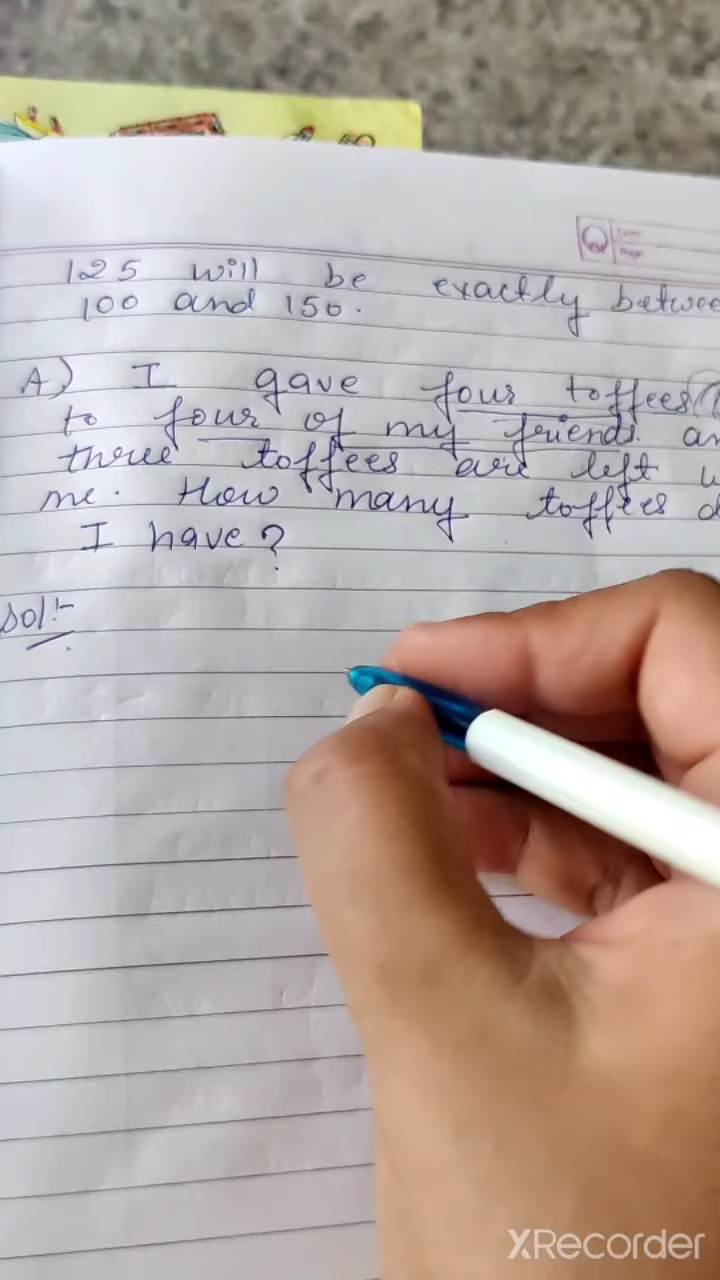 125 will be exactly betwee
100 and 150.
A) I gave four toffees
to four of my friends. an
three toffees are left w
me. How many toffees d
I have?
Sol:-
XRecorder